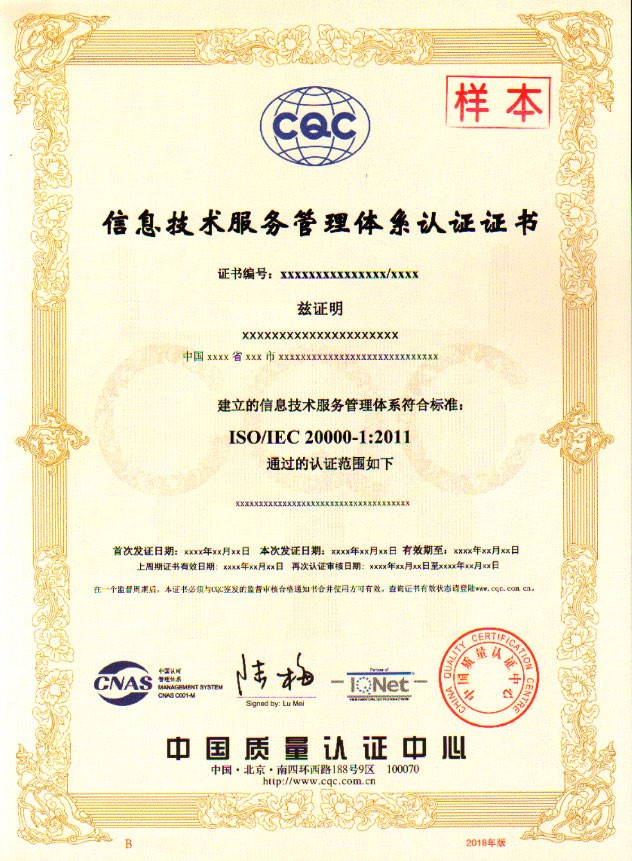 样本
CQC
信息技术服务管理体系认证证书
证书编号：xxxxxxxxxxxxxxx/xxxx
兹证明
xxxxxxxxxxxxxxxxxxxxx
中国 xxxx 省 xxx 市 xxxxxxxxxxxxxxxxxxxxxxxxxxxxx
建立的信息技术服务管理体系符合标准：
ISO/IEC 20000-1:2011
通过的认证范围如下
xxxxxxxxxxxxxxxxxxxxxxxxxxxxxxxxxxxxx
首次发证日期：xxxx年xx月xx日 本次发证日期：xxxx年xx月xx日 有效期至：xxxx年xx月xx日
上周期证书有效日期：xxxx年xx月xx日 再次认证审核日期：xxxx年xx月xx日至xxxx年xx月xx日
在一个监督周期后，本证书必须与CQC签发的监督审核合格通知书合并使用方可有效。查询证书有效状态请登陆www.cqc.com.cn。
CNAS
中国认可
管理体系
MANAGEMENT SYSTEM
CNAS C001-M
陆梅
Signed by: Lu Mei
Partner of
IQNet
CHINA QUALITY CERTIFICATION CENTRE
中国质量认证中心
中国质量认证中心
中国·北京·南四环西路188号9区 100070
http://www.cqc.com.cn
B
2018年版